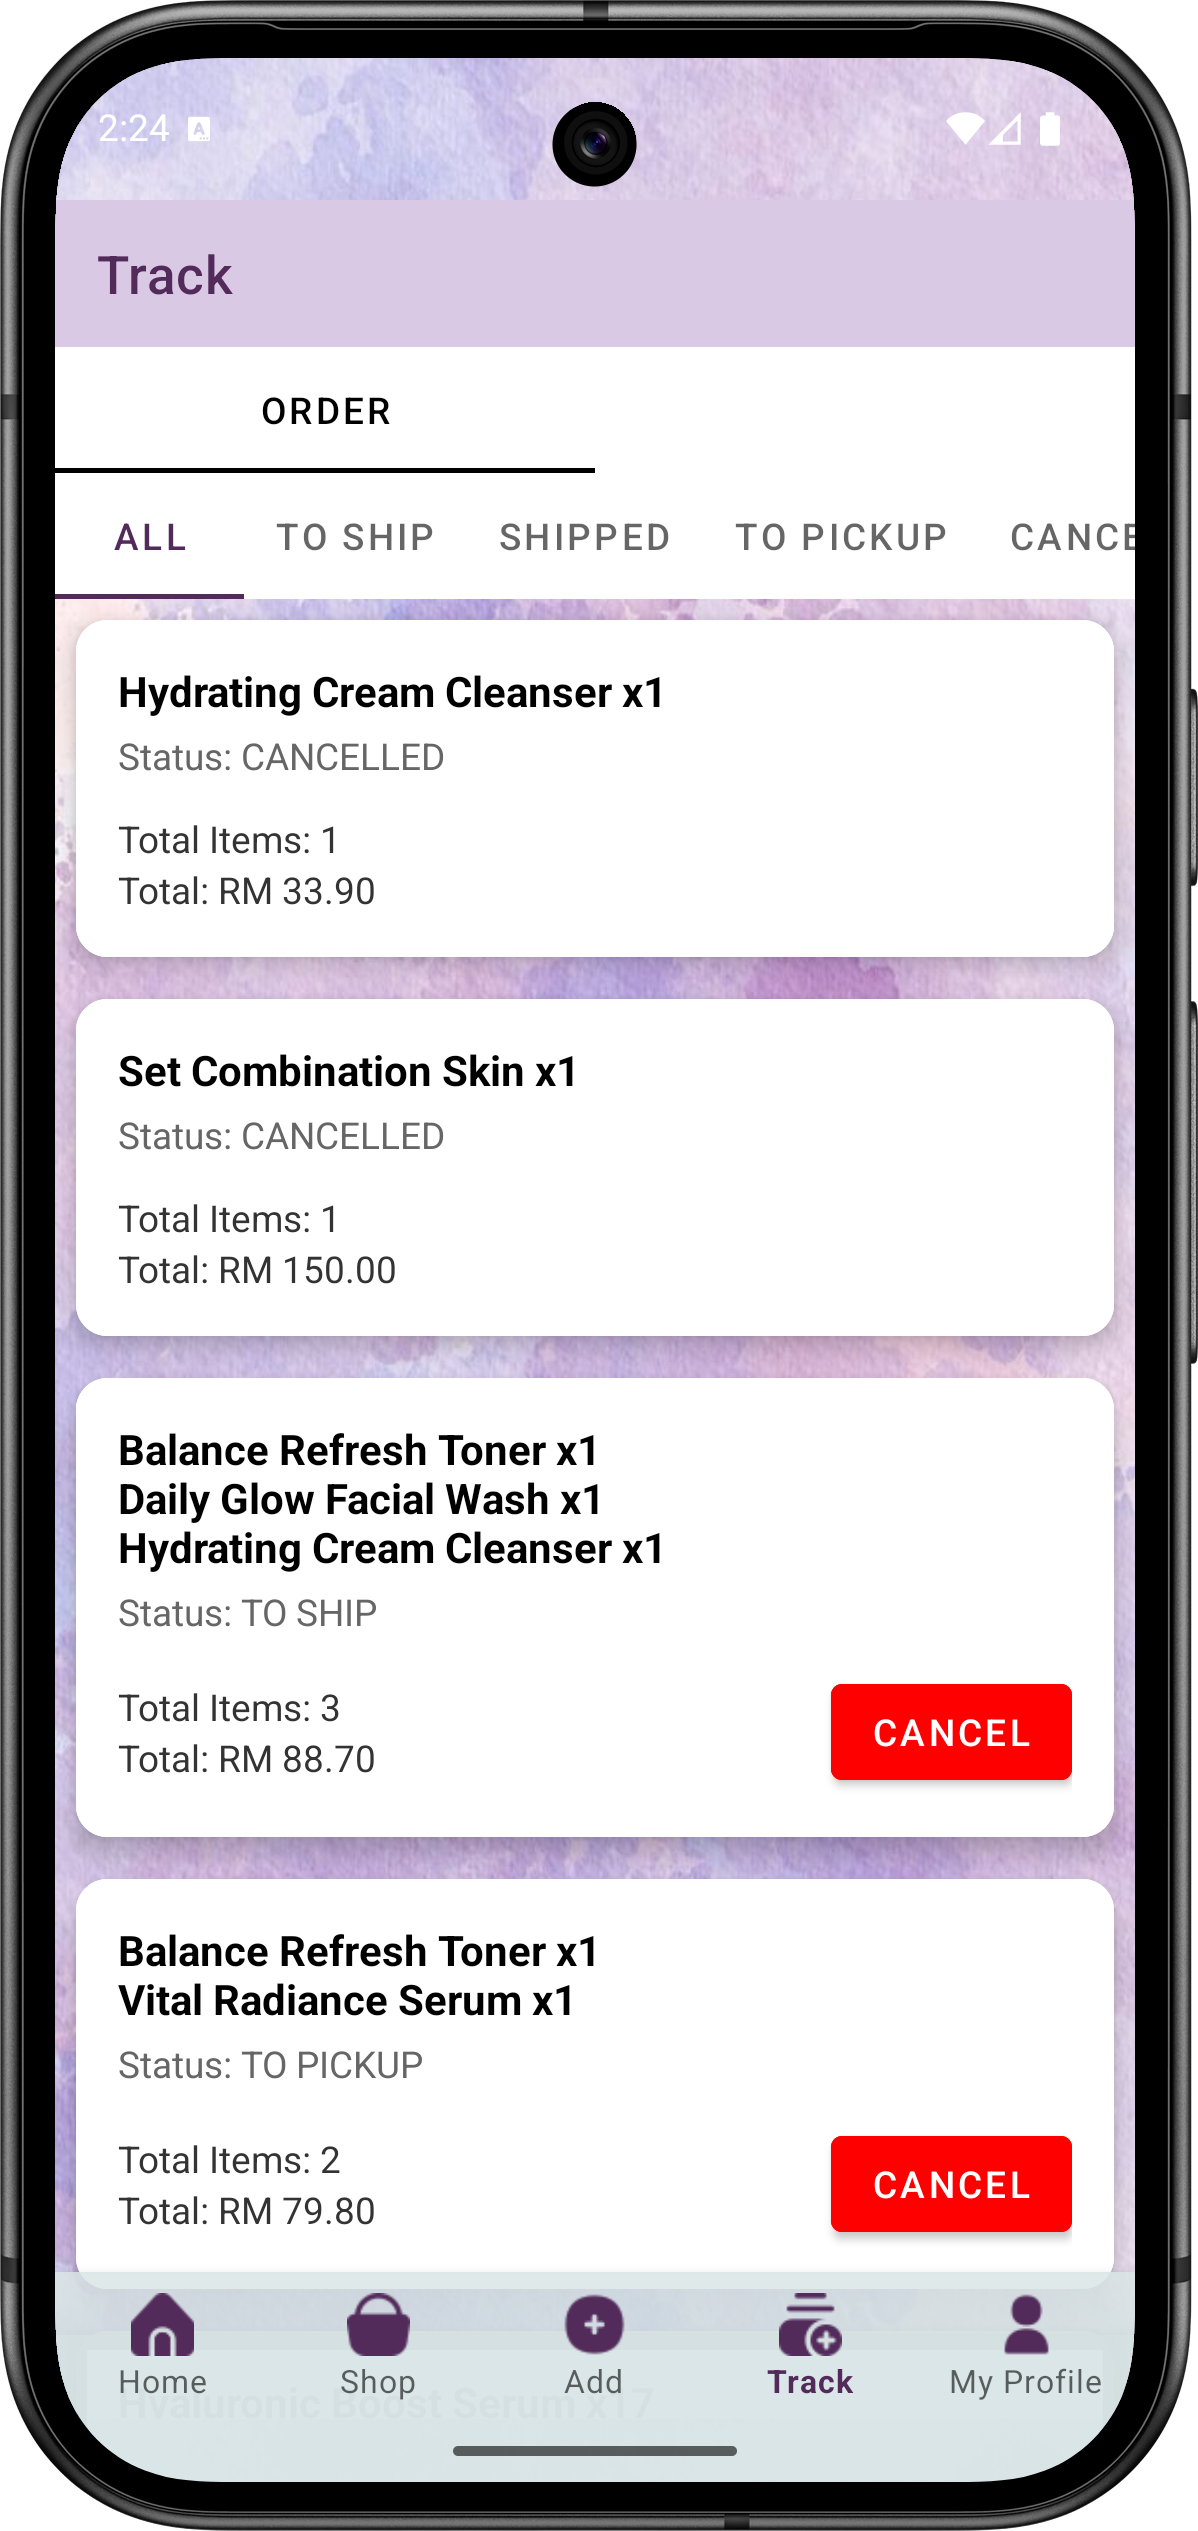 2:24
Track
ORDER
ALL TO SHIP SHIPPED TO PICKUP CANCE
Hydrating Cream Cleanser x1
Status: CANCELLED
Total Items: 1
Total: RM 33.90
Set Combination Skin x1
Status: CANCELLED
Total Items: 1
Total: RM 150.00
Balance Refresh Toner x1
Daily Glow Facial Wash x1
Hydrating Cream Cleanser x1
Status: TO SHIP
Total Items: 3
Total: RM 88.70
CANCEL
Balance Refresh Toner x1
Vital Radiance Serum x1
Status: TO PICKUP
Total Items: 2
Total: RM 79.80
CANCEL
Home Shop Add Track My Profile
Hyaluronic Boost Serum x17